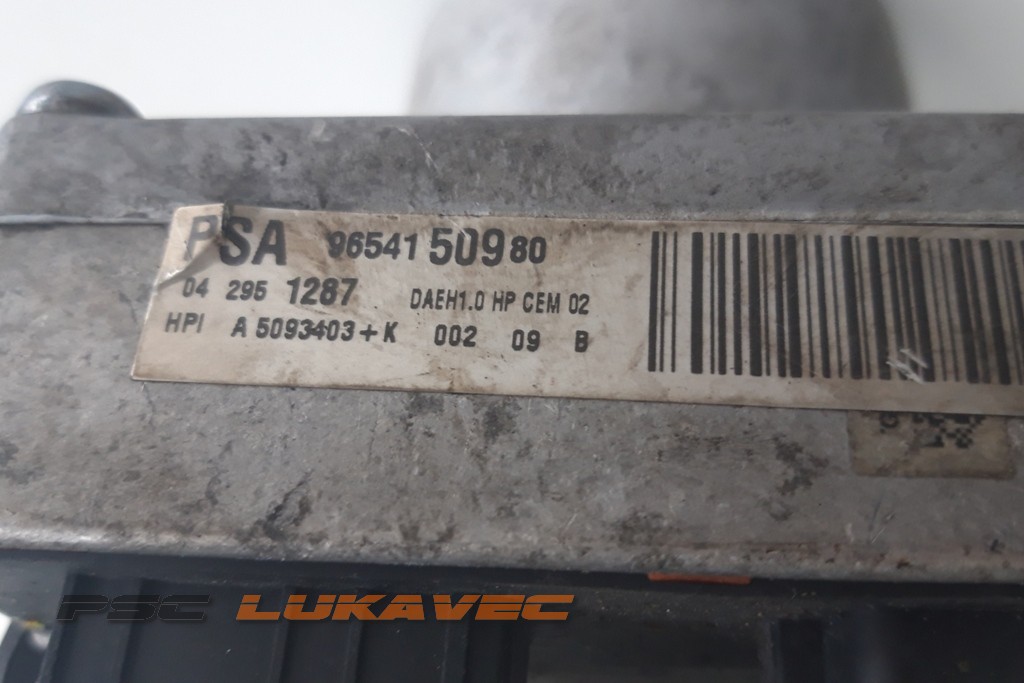 PSA 96541 509 80
04 295 1287 DAEH1.0 HP CEM 02
HPI A 5093403+K 002 09 B
PSC LUKAVEC